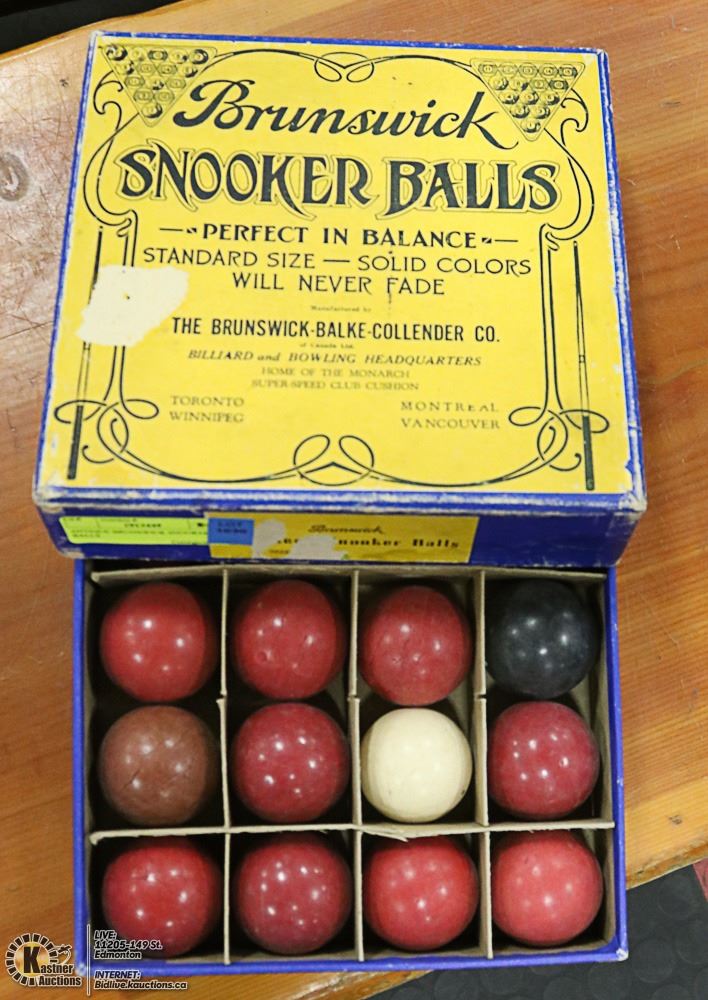 Brunswick
SNOOKER BALLS
PERFECT IN BALANCE
STANDARD SIZE — SOLID COLORS
WILL NEVER FADE
Manufactured by
THE BRUNSWICK-BALKE-COLLENDER CO.
of Canada Ltd.
BILLIARD and BOWLING HEADQUARTERS
HOME OF THE MONARCH
SUPER-SPEED CLUB CUSHION
TORONTO
MONTREAL
WINNIPEG
VANCOUVER
LOT
Brunswick
Snooker Balls
LIVE:
11205-149 St.
Edmonton
INTERNET:
Bidlive.kauctions.ca
Kastner
Auctions